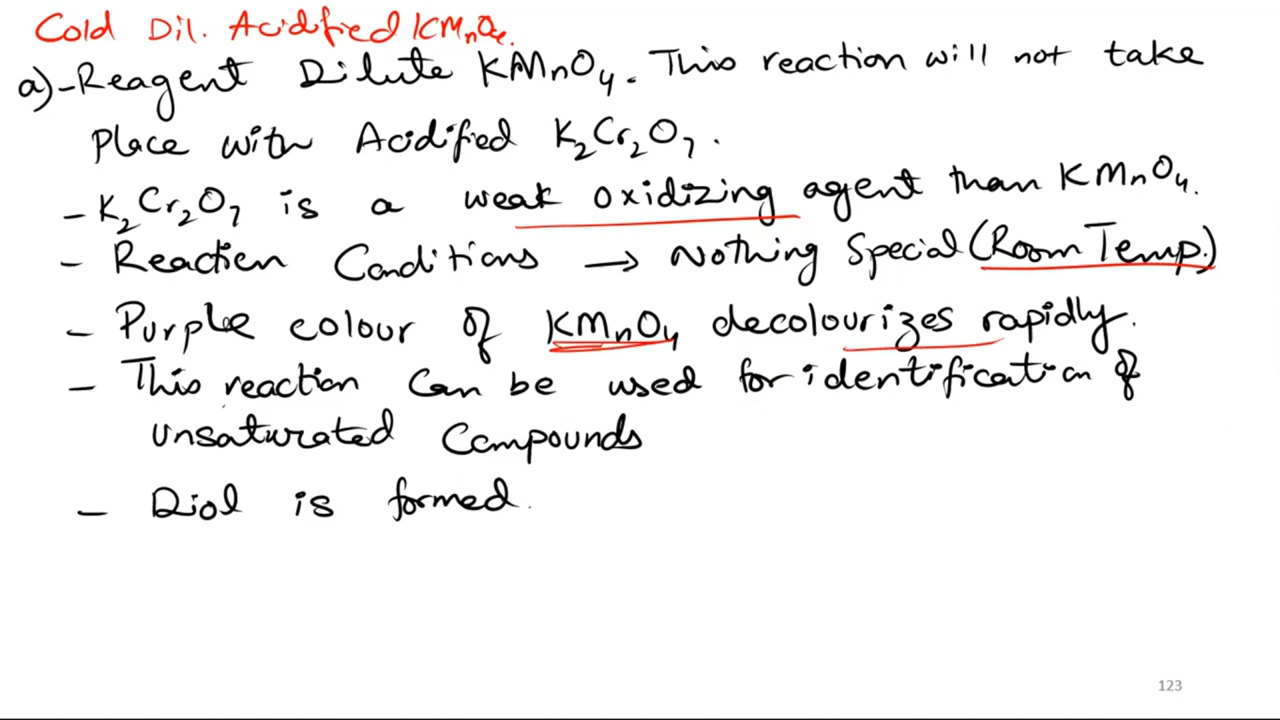 Cold Dil. Acidified KMnO4.
a)-Reagent Dilute KMnO4. This reaction will not take
Place with Acidified K2Cr2O7.
- K2Cr2O7 is a weak oxidizing agent than KMnO4.
- Reaction Conditions → Nothing Special (Room Temp.)
- Purple colour of KMnO4 decolourizes rapidly.
- This reaction can be used for identification of
unsaturated Compounds
- Diol is formed.
123